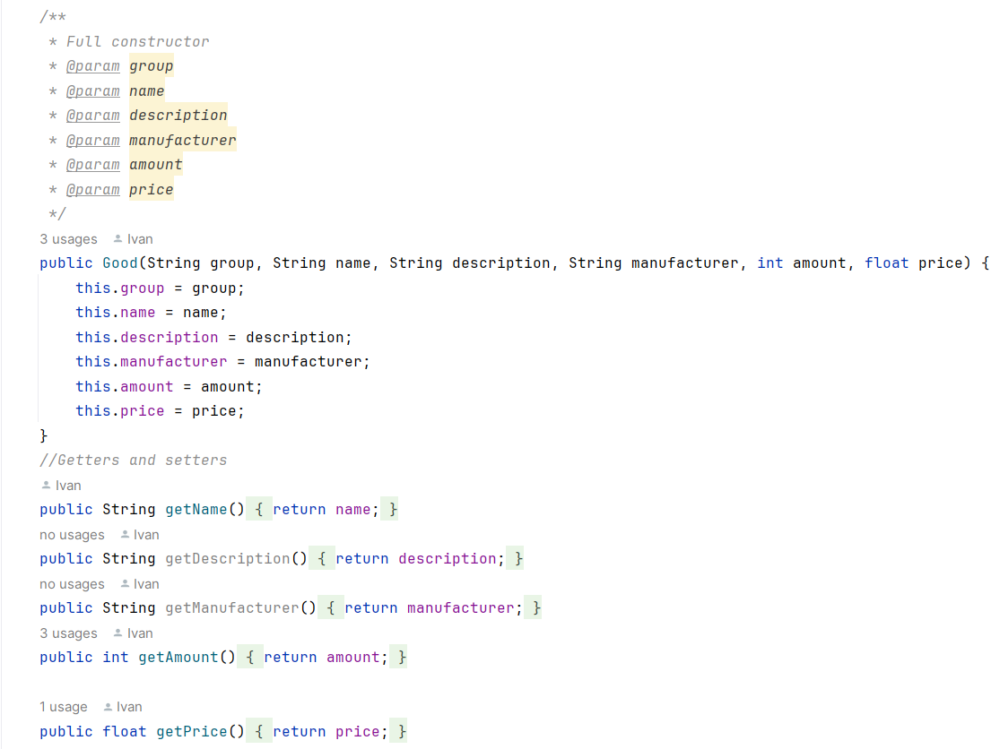 /**
 * Full constructor
 * @param group
 * @param name
 * @param description
 * @param manufacturer
 * @param amount
 * @param price
 */
3 usages Ivan
public Good(String group, String name, String description, String manufacturer, int amount, float price) {
    this.group = group;
    this.name = name;
    this.description = description;
    this.manufacturer = manufacturer;
    this.amount = amount;
    this.price = price;
}
//Getters and setters
Ivan
public String getName() { return name; }
no usages Ivan
public String getDescription() { return description; }
no usages Ivan
public String getManufacturer() { return manufacturer; }
3 usages Ivan
public int getAmount() { return amount; }
1 usage Ivan
public float getPrice() { return price; }